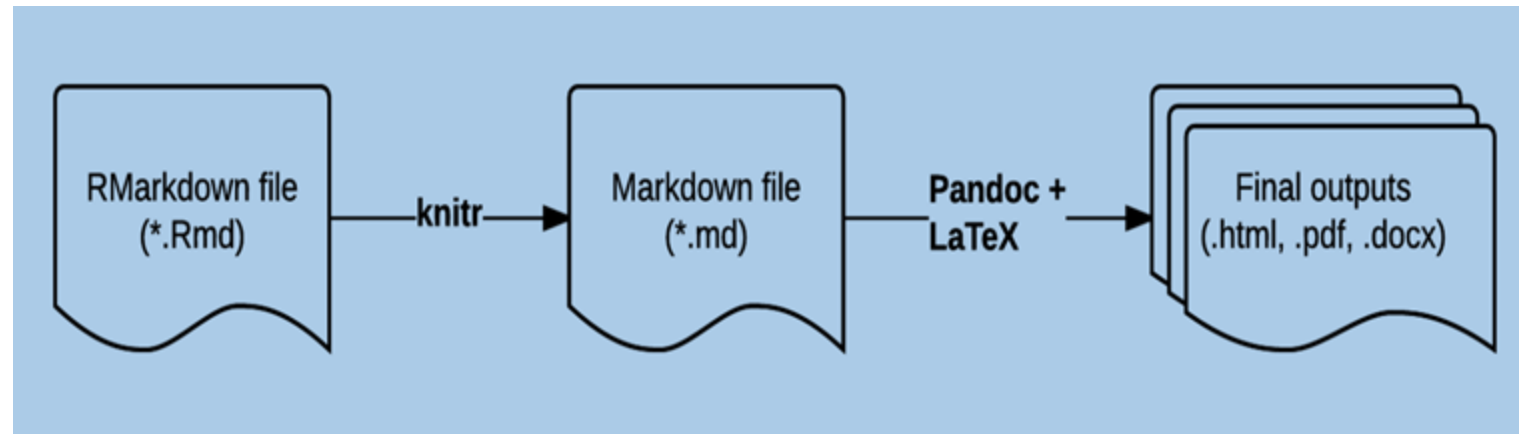 RMarkdown file
(*.Rmd)
knitr
Markdown file
(*.md)
Pandoc +
LaTeX
Final outputs
(.html, .pdf, .docx)